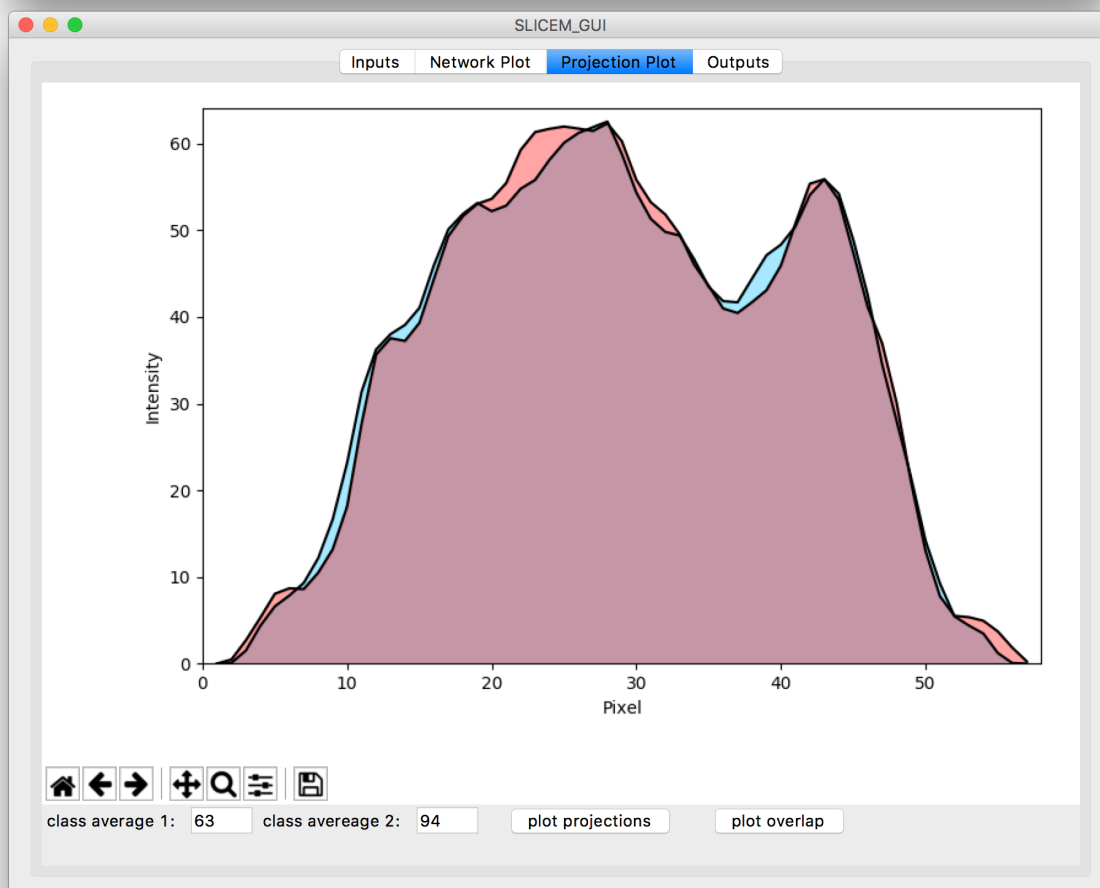 SLICEM_GUI
Inputs Network Plot Projection Plot Outputs
60
50
40
30
20
10
0
Intensity
0 10 20 30 40 50
Pixel
class average 1: 63 class avereage 2: 94 plot projections plot overlap